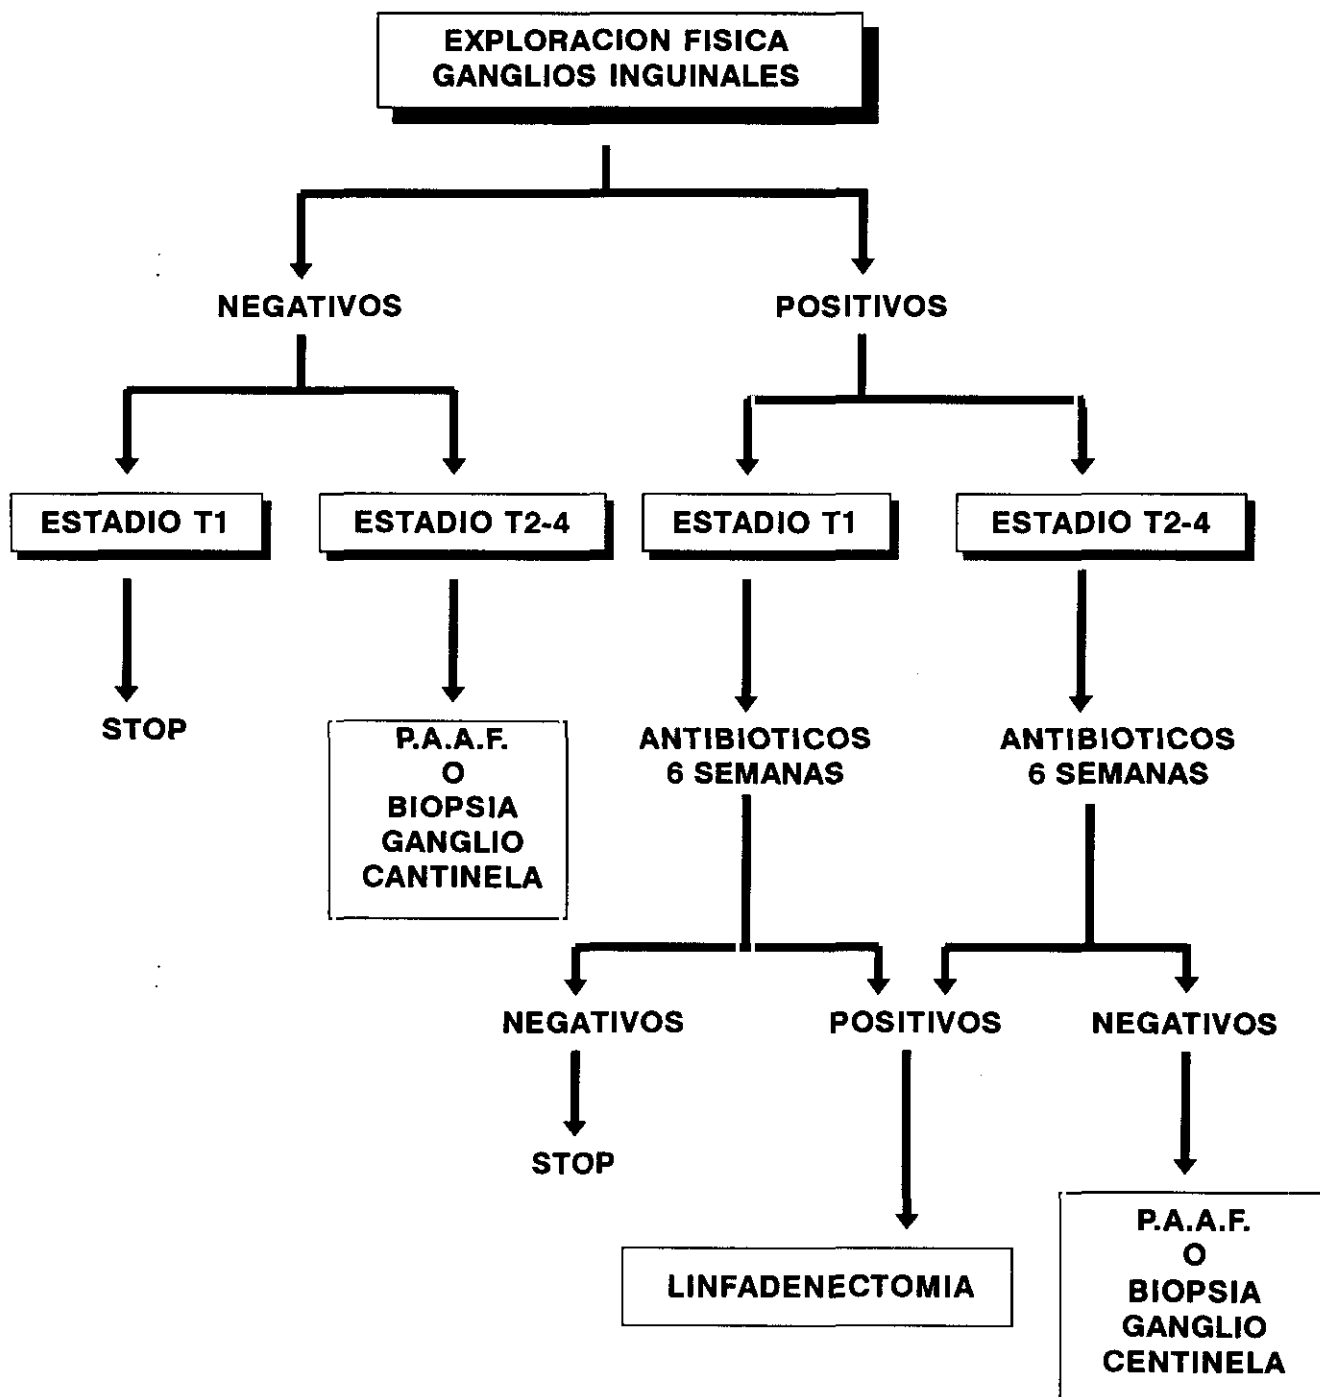 EXPLORACION FISICA
GANGLIOS INGUINALES
NEGATIVOS
POSITIVOS
ESTADIO T1
ESTADIO T2-4
ESTADIO T1
ESTADIO T2-4
STOP
P.A.A.F.
O
BIOPSIA
GANGLIO
CANTINELA
ANTIBIOTICOS
6 SEMANAS
ANTIBIOTICOS
6 SEMANAS
NEGATIVOS
POSITIVOS
NEGATIVOS
STOP
LINFADENECTOMIA
P.A.A.F.
O
BIOPSIA
GANGLIO
CENTINELA